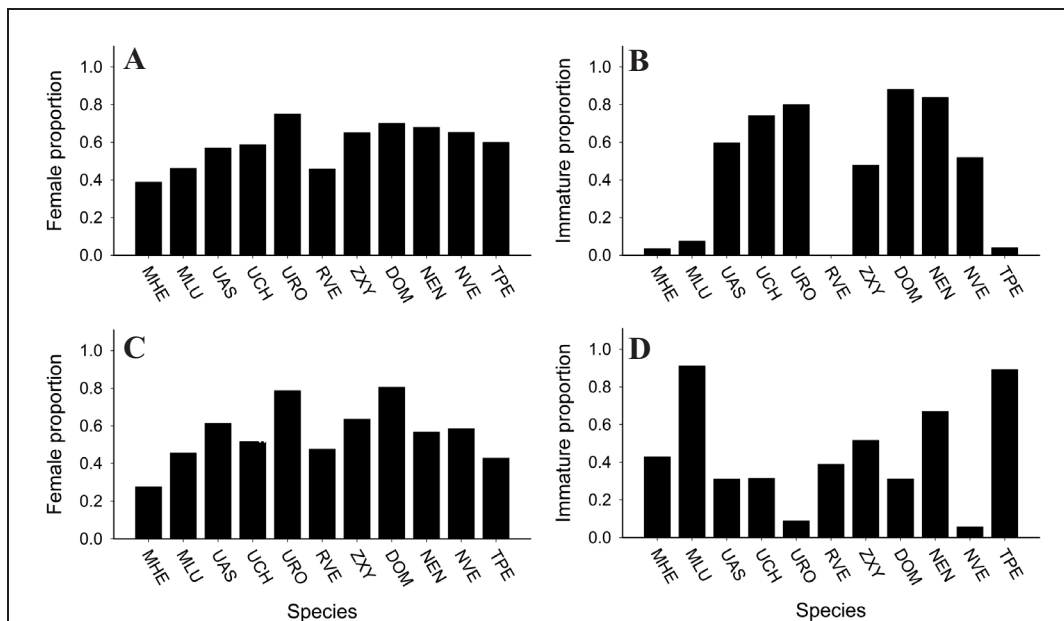 A
Female proportion
1.0
0.8
0.6
0.4
0.2
0.0
MHE
MLU
UAS
UCH
URO
RVE
ZXY
DOM
NEN
NVE
TPE
B
Immature proprortion
1.0
0.8
0.6
0.4
0.2
0.0
MHE
MLU
UAS
UCH
URO
RVE
ZXY
DOM
NEN
NVE
TPE
C
Female proportion
1.0
0.8
0.6
0.4
0.2
0.0
MHE
MLU
UAS
UCH
URO
RVE
ZXY
DOM
NEN
NVE
TPE
Species
D
Immature proportion
1.0
0.8
0.6
0.4
0.2
0.0
MHE
MLU
UAS
UCH
URO
RVE
ZXY
DOM
NEN
NVE
TPE
Species